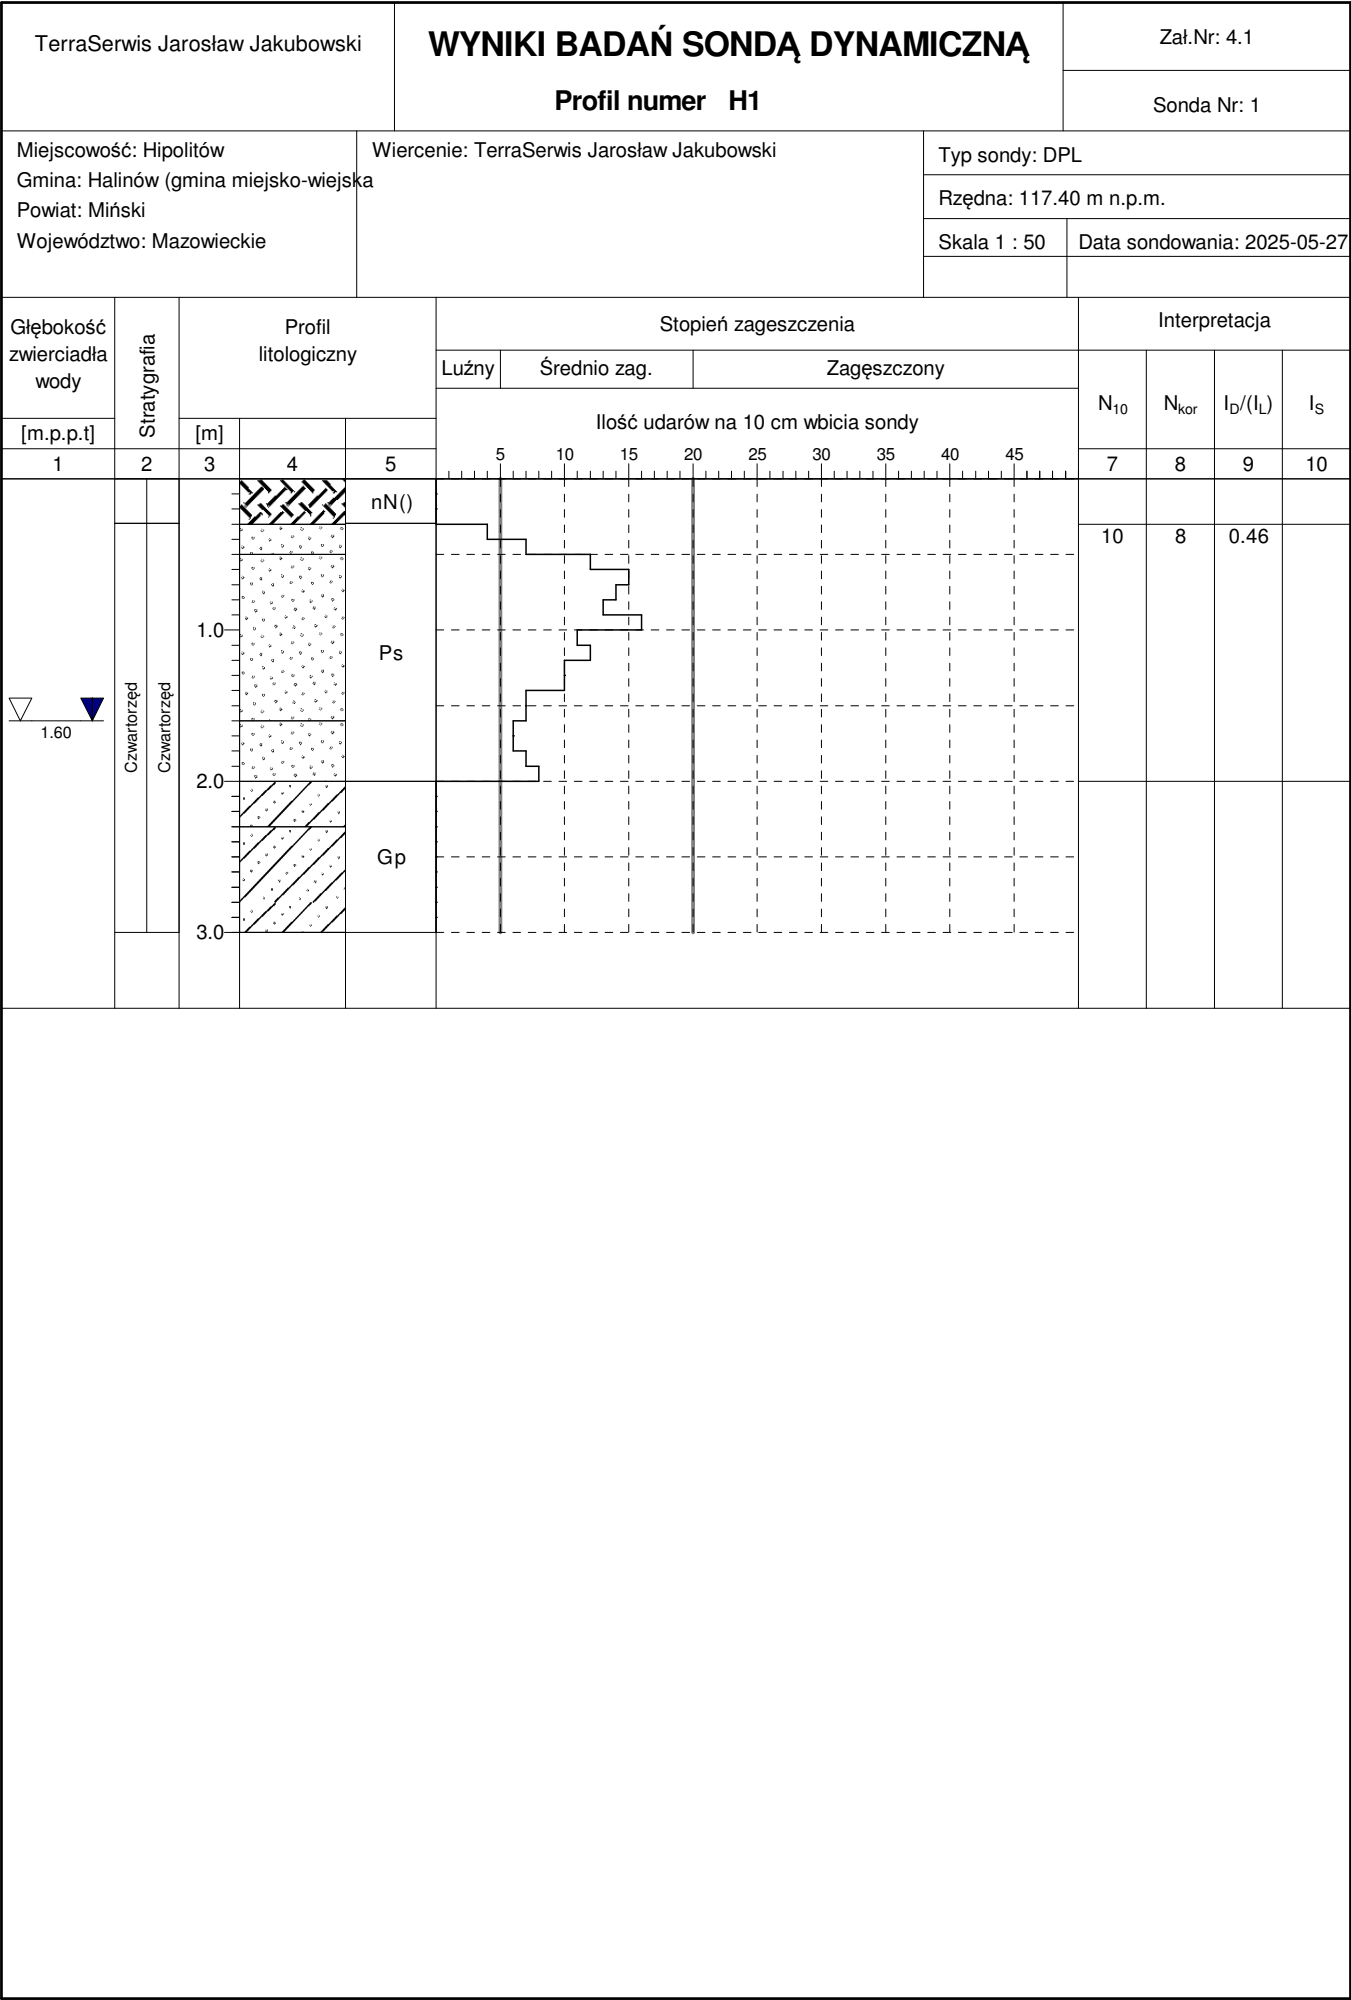 TerraSerwis Jarosław Jakubowski
WYNIKI BADAŃ SONDĄ DYNAMICZNĄ
Profil numer H1
Zał.Nr: 4.1
Sonda Nr: 1
Miejscowość: Hipolitów
Gmina: Halinów (gmina miejsko-wiejska
Powiat: Miński
Województwo: Mazowieckie
Wiercenie: TerraSerwis Jarosław Jakubowski
Typ sondy: DPL
Rzędna: 117.40 m n.p.m.
Skala 1 : 50
Data sondowania: 2025-05-27
Głębokość
zwierciadła
wody
[m.p.p.t]
Stratygrafia
Profil
litologiczny
[m]
Stopień zageszczenia
Luźny
Średnio zag.
Zagęszczony
Ilość udarów na 10 cm wbicia sondy
5 10 15 20 25 30 35 40 45
Interpretacja
N10
Nkor
ID/(IL)
IS
1 2 3 4 5 7 8 9 10
nN()
10 8 0.46
1.0
Ps
1.60
Czwartorzęd
Czwartorzęd
2.0
Gp
3.0